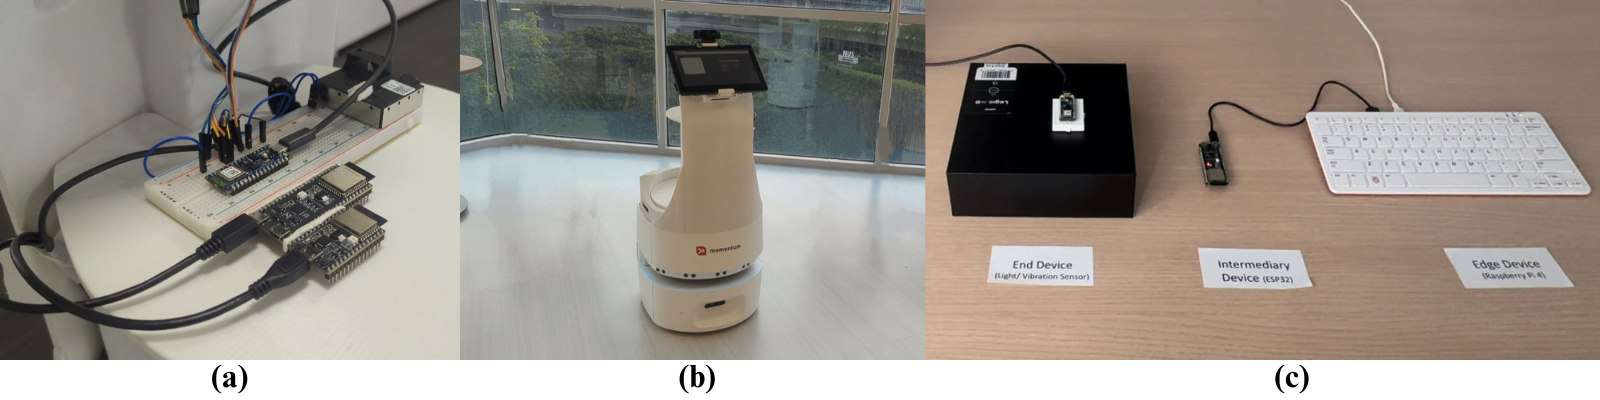 momentum
End Device
(Light/ Vibration Sensor)
Intermediary
Device (ESP32)
Edge Device
(Raspberry Pi 4)
(a)
(b)
(c)